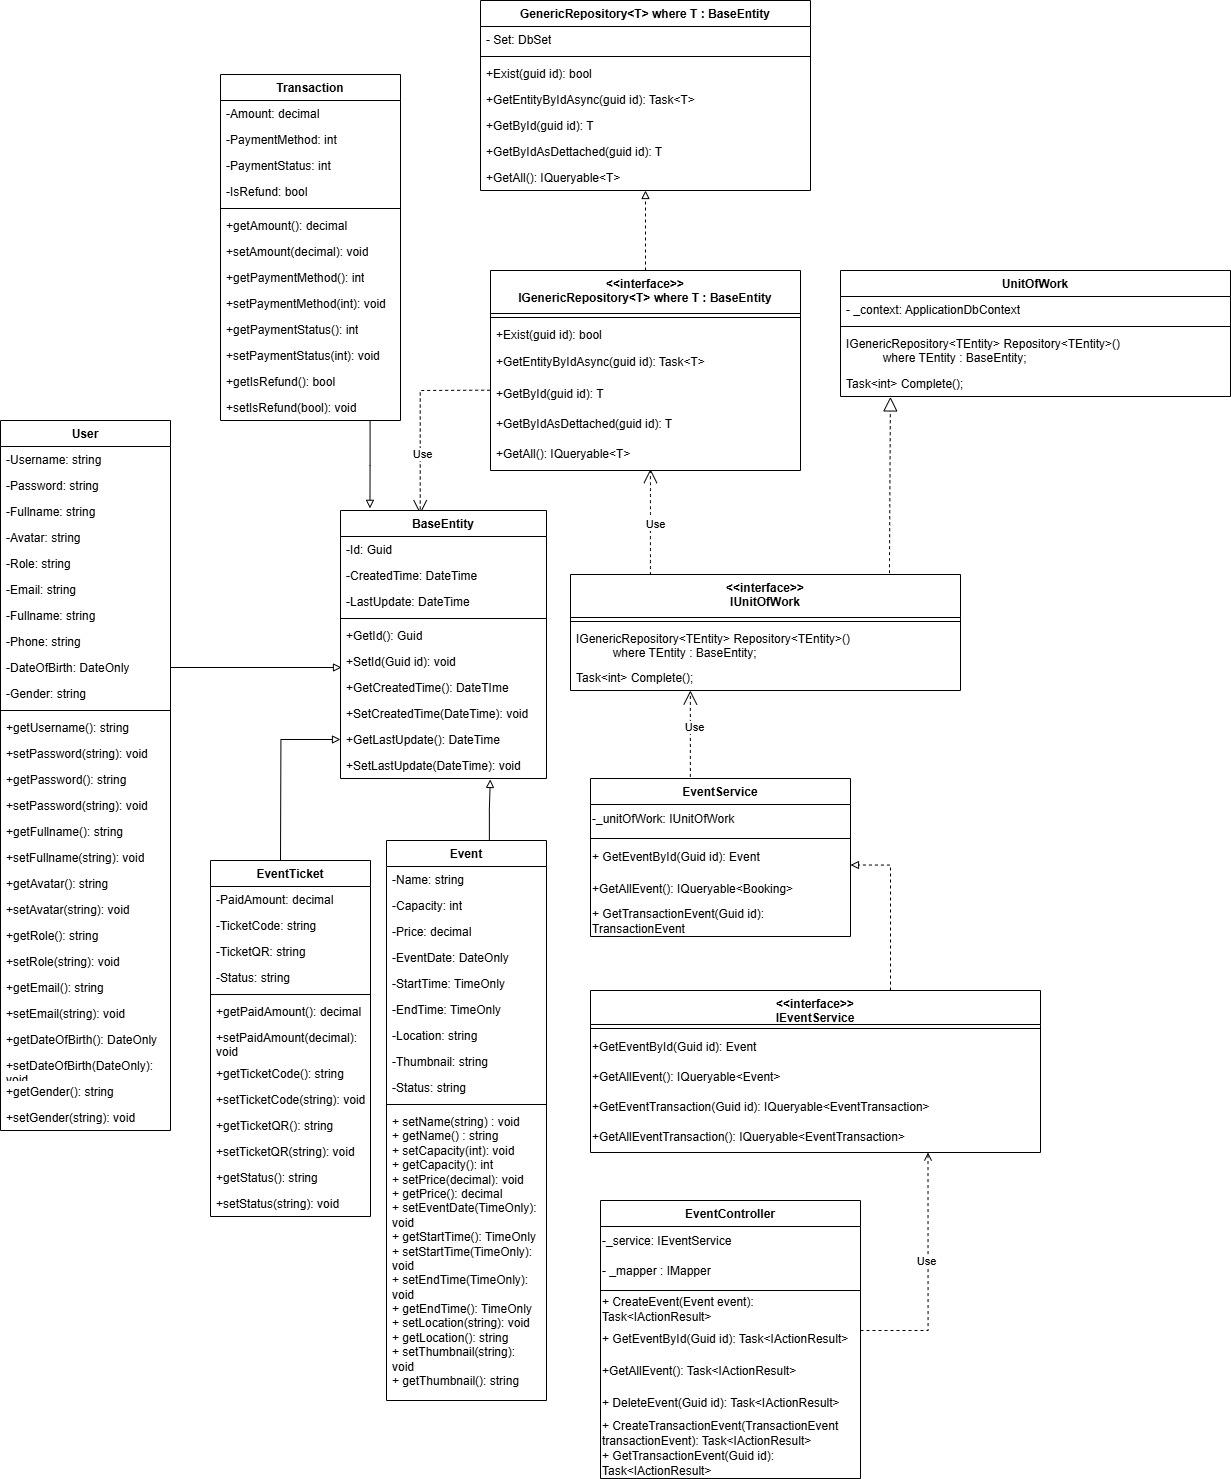 GenericRepository<T> where T : BaseEntity
- Set: DbSet
+Exist(guid id): bool
+GetEntityByIdAsync(guid id): Task<T>
+GetById(guid id): T
+GetByIdAsDettached(guid id): T
+GetAll(): IQueryable<T>
Transaction
-Amount: decimal
-PaymentMethod: int
-PaymentStatus: int
-IsRefund: bool
+getAmount(): decimal
+setAmount(decimal): void
+getPaymentMethod(): int
+setPaymentMethod(int): void
+getPaymentStatus(): int
+setPaymentStatus(int): void
+getIsRefund(): bool
+setIsRefund(bool): void
<<interface>>
IGenericRepository<T> where T : BaseEntity
+Exist(guid id): bool
+GetEntityByIdAsync(guid id): Task<T>
+GetById(guid id): T
+GetByIdAsDettached(guid id): T
+GetAll(): IQueryable<T>
UnitOfWork
- _context: ApplicationDbContext
IGenericRepository<TEntity> Repository<TEntity>()
where TEntity : BaseEntity;
Task<int> Complete();
Use
Use
User
-Username: string
-Password: string
-Fullname: string
-Avatar: string
-Role: string
-Email: string
-Fullname: string
-Phone: string
-DateOfBirth: DateOnly
-Gender: string
+getUsername(): string
+setPassword(string): void
+getPassword(): string
+setPassword(string): void
+getFullname(): string
+setFullname(string): void
+getAvatar(): string
+setAvatar(string): void
+getRole(): string
+setRole(string): void
+getEmail(): string
+setEmail(string): void
+getDateOfBirth(): DateOnly
+setDateOfBirth(DateOnly):
void
+getGender(): string
+setGender(string): void
BaseEntity
-Id: Guid
-CreatedTime: DateTime
-LastUpdate: DateTime
+GetId(): Guid
+SetId(Guid id): void
+GetCreatedTime(): DateTIme
+SetCreatedTime(DateTime): void
+GetLastUpdate(): DateTime
+SetLastUpdate(DateTime): void
<<interface>>
IUnitOfWork
IGenericRepository<TEntity> Repository<TEntity>()
where TEntity : BaseEntity;
Task<int> Complete();
Use
EventService
-_unitOfWork: IUnitOfWork
+ GetEventById(Guid id): Event
+GetAllEvent(): IQueryable<Booking>
+ GetTransactionEvent(Guid id):
TransactionEvent
EventTicket
-PaidAmount: decimal
-TicketCode: string
-TicketQR: string
-Status: string
+getPaidAmount(): decimal
+setPaidAmount(decimal):
void
+getTicketCode(): string
+setTicketCode(string): void
+getTicketQR(): string
+setTicketQR(string): void
+getStatus(): string
+setStatus(string): void
Event
-Name: string
-Capacity: int
-Price: decimal
-EventDate: DateOnly
-StartTime: TimeOnly
-EndTime: TimeOnly
-Location: string
-Thumbnail: string
-Status: string
+ setName(string) : void
+ getName() : string
+ setCapacity(int): void
+ getCapacity(): int
+ setPrice(decimal): void
+ getPrice(): decimal
+ setEventDate(TimeOnly):
void
+ getStartTime(): TimeOnly
+ setStartTime(TimeOnly):
void
+ setEndTime(TimeOnly):
void
+ getEndTime(): TimeOnly
+ setLocation(string): void
+ getLocation(): string
+ setThumbnail(string):
void
+ getThumbnail(): string
<<interface>>
IEventService
+GetEventById(Guid id): Event
+GetAllEvent(): IQueryable<Event>
+GetEventTransaction(Guid id): IQueryable<EventTransaction>
+GetAllEventTransaction(): IQueryable<EventTransaction>
Use
EventController
-_service: IEventService
- _mapper : IMapper
+ CreateEvent(Event event):
Task<IActionResult>
+ GetEventById(Guid id): Task<IActionResult>
+GetAllEvent(): Task<IActionResult>
+ DeleteEvent(Guid id): Task<IActionResult>
+ CreateTransactionEvent(TransactionEvent
transactionEvent): Task<IActionResult>
+ GetTransactionEvent(Guid id):
Task<IActionResult>